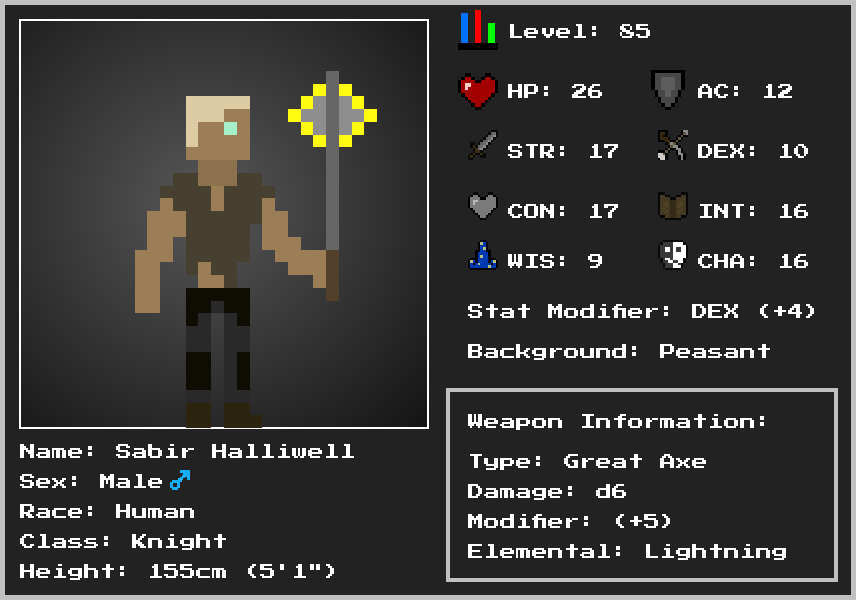 Level: 85
HP: 26
AC: 12
STR: 17
DEX: 10
CON: 17
INT: 16
WIS: 9
CHA: 16
Stat Modifier: DEX (+4)
Background: Peasant
Weapon Information:
Type: Great Axe
Damage: d6
Modifier: (+5)
Elemental: Lightning
Name: Sabir Halliwell
Sex: Male♂
Race: Human
Class: Knight
Height: 155cm (5'1")